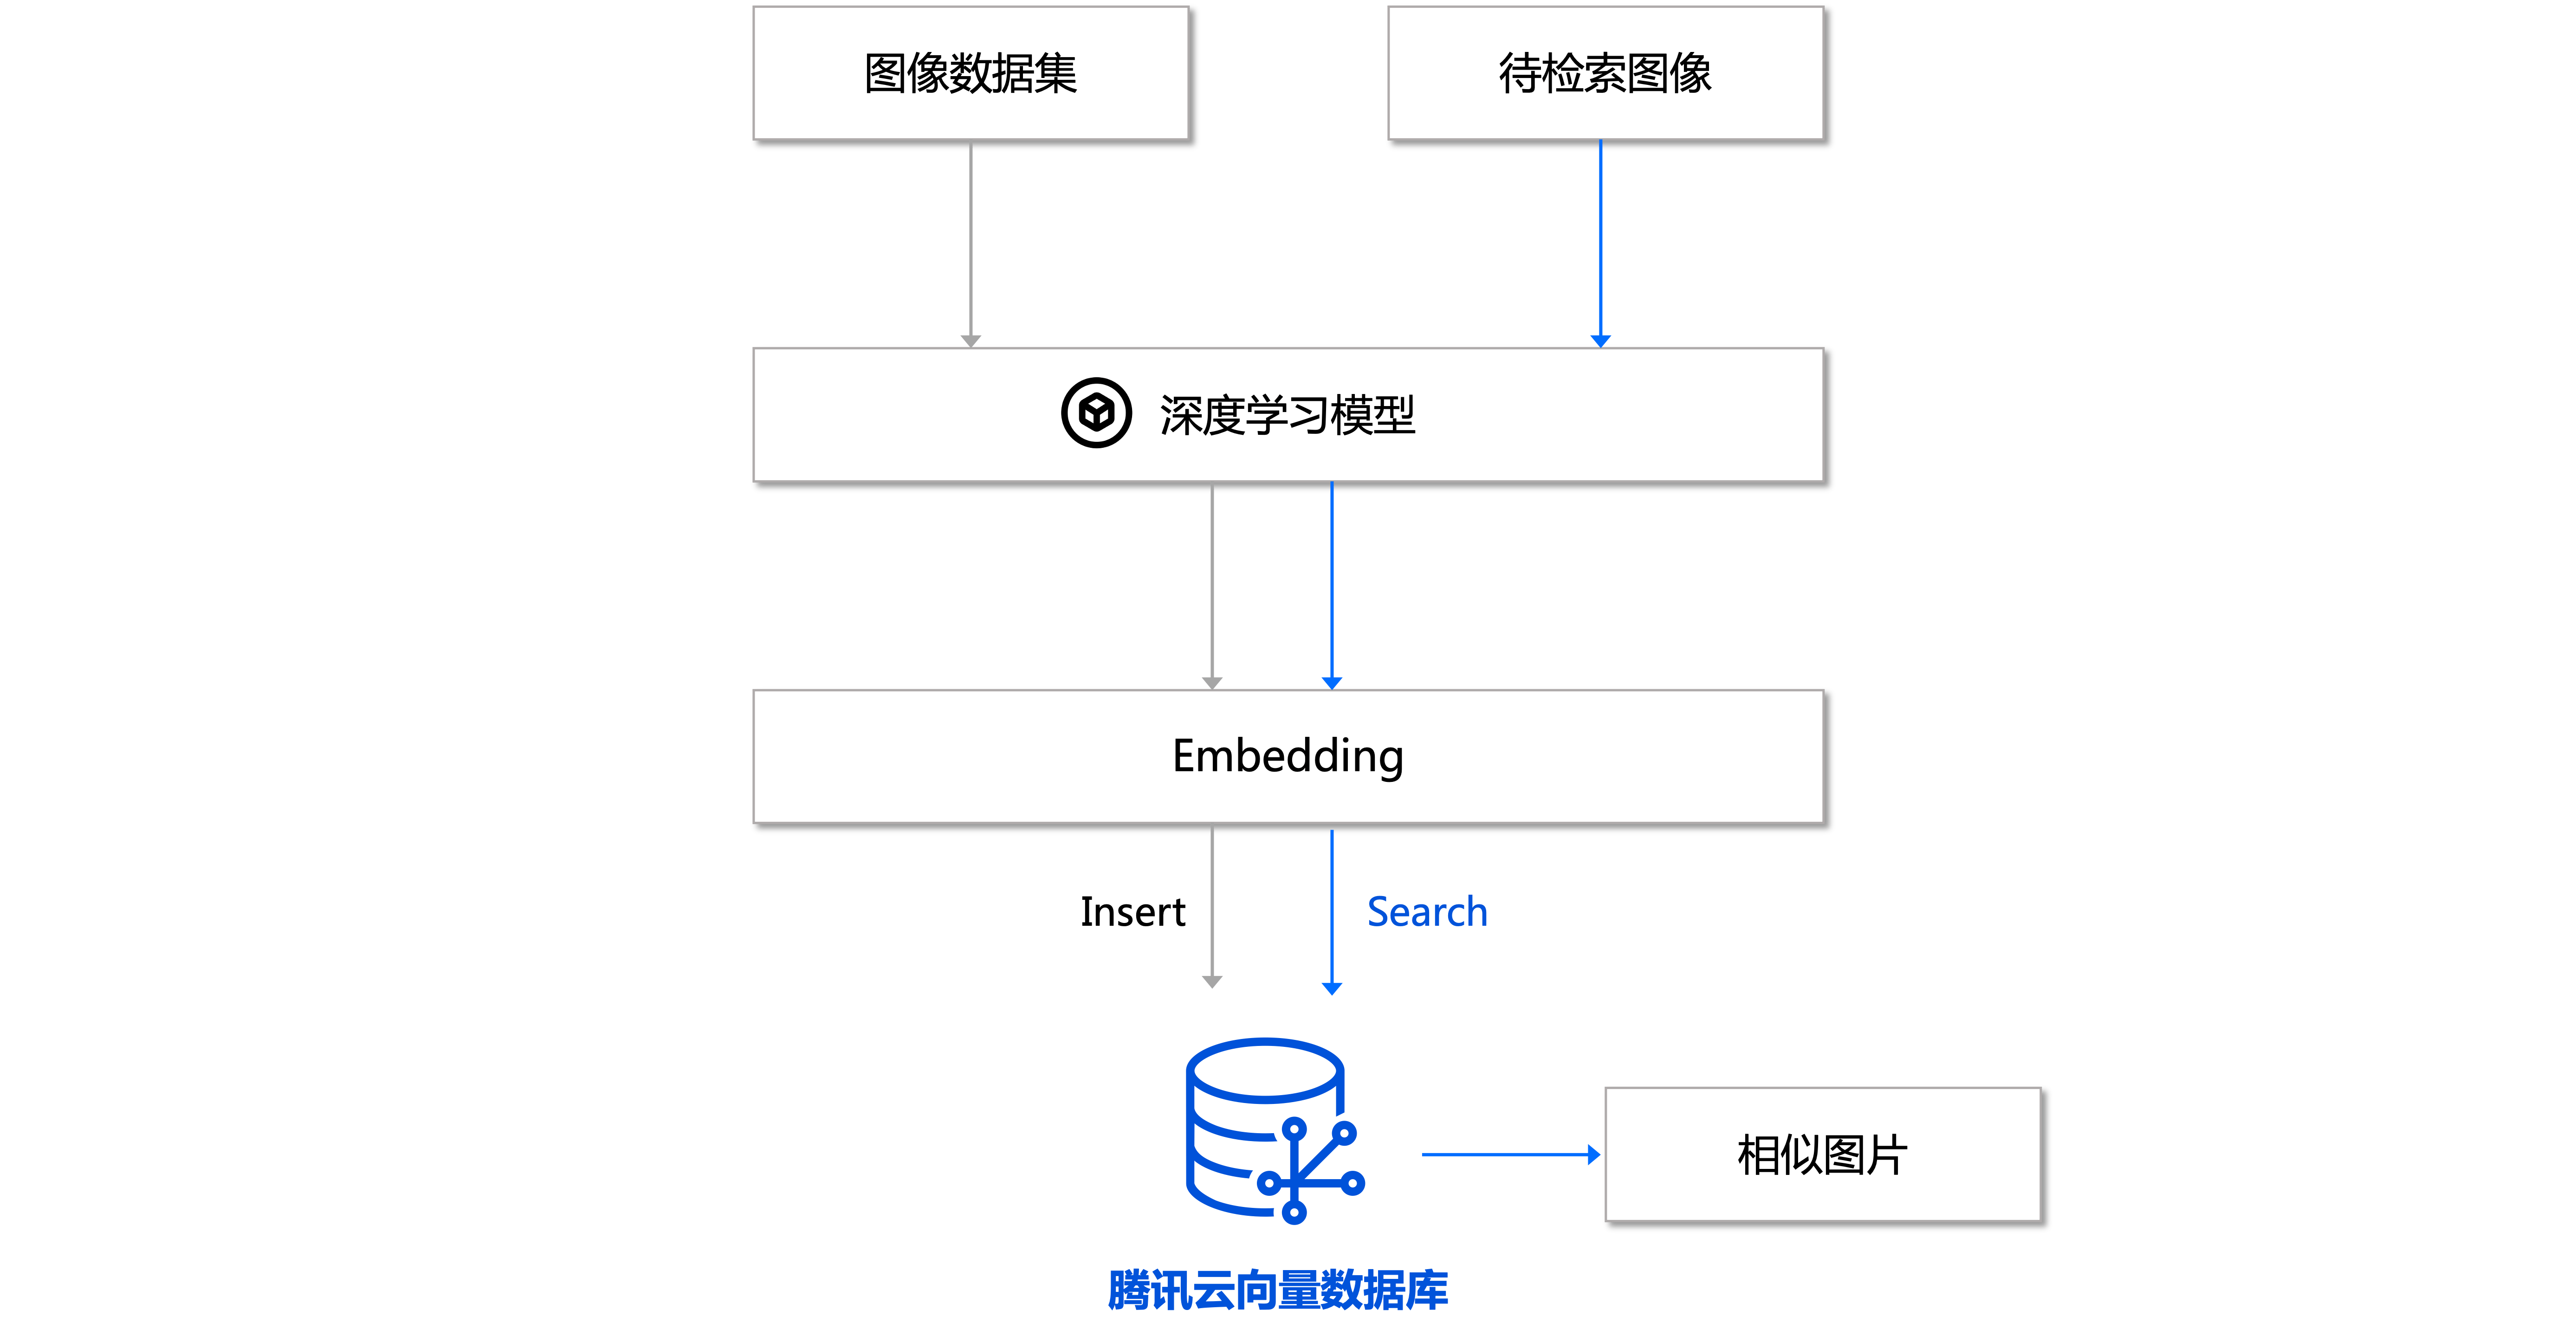 图像数据集
待检索图像
深度学习模型
Embedding
Insert
Search
相似图片
腾讯云向量数据库